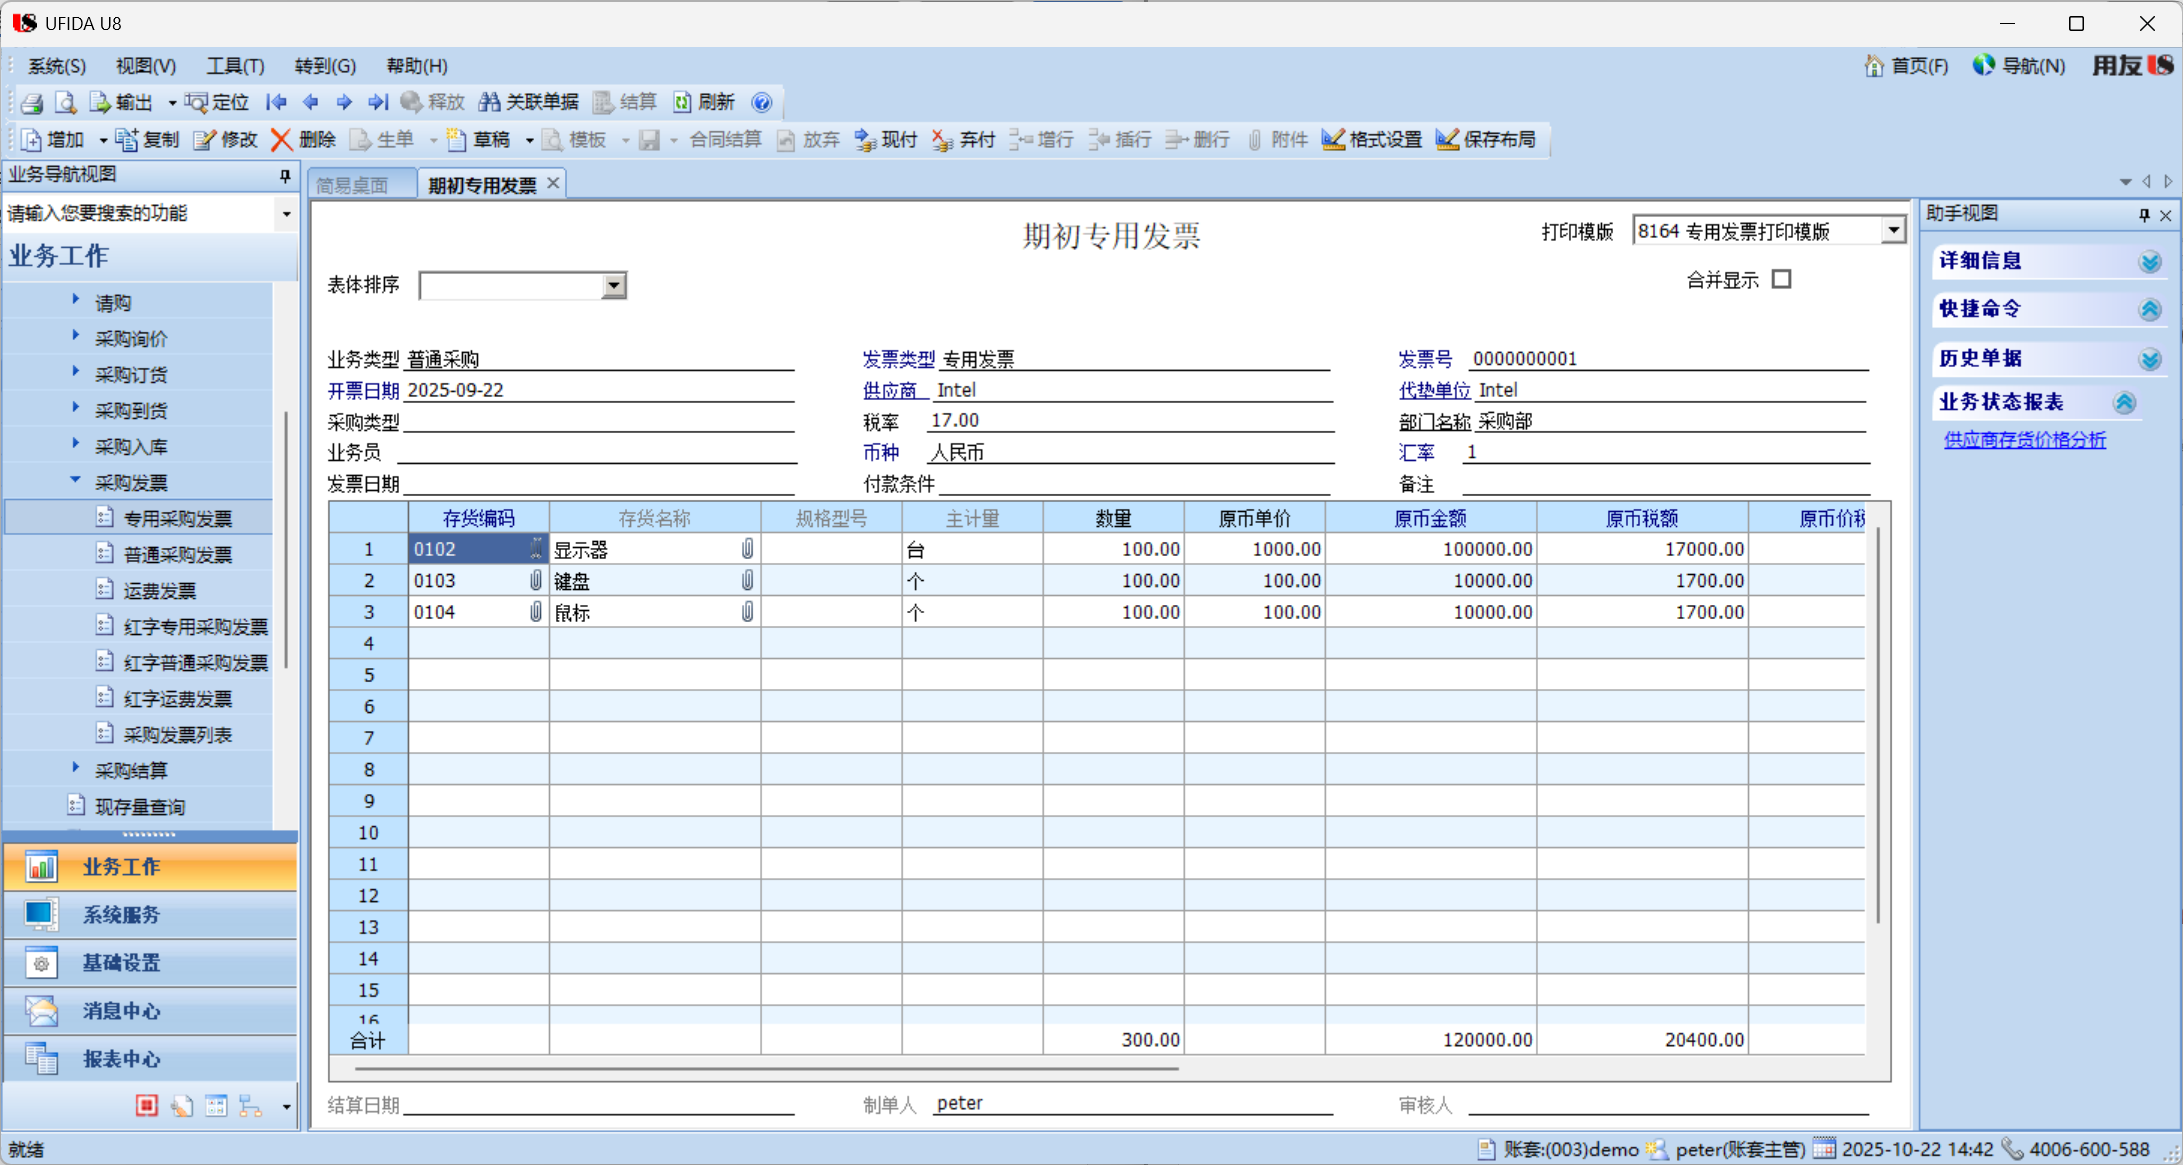 UFIDA U8
系统(S) 视图(V) 工具(T) 转到(G) 帮助(H) 首页(F) 导航(N) 用友U8
输出 定位 释放 关联单据 结算 刷新
增加 复制 修改 删除 生单 草稿 模板 合同结算 放弃 现付 弃付 增行 插行 删行 附件 格式设置 保存布局
业务导航视图
请输入您要搜索的功能
业务工作
请购
采购询价
采购订货
采购到货
采购入库
采购发票
专用采购发票
普通采购发票
运费发票
红字专用采购发票
红字普通采购发票
红字运费发票
采购发票列表
采购结算
现存量查询
业务工作
系统服务
基础设置
消息中心
报表中心
简易桌面 期初专用发票
期初专用发票
打印模版 8164 专用发票打印模版
表体排序
合并显示
业务类型 普通采购 发票类型 专用发票 发票号 0000000001
开票日期 2025-09-22 供应商 Intel 代垫单位 Intel
采购类型 税率 17.00 部门名称 采购部
业务员 币种 人民币 汇率 1
发票日期 付款条件 备注
存货编码 存货名称 规格型号 主计量 数量 原币单价 原币金额 原币税额 原币价税
1 0102 显示器 台 100.00 1000.00 100000.00 17000.00
2 0103 键盘 个 100.00 100.00 10000.00 1700.00
3 0104 鼠标 个 100.00 100.00 10000.00 1700.00
4
5
6
7
8
9
10
11
12
13
14
15
16
合计 300.00 120000.00 20400.00
结算日期 制单人 peter 审核人
助手视图
详细信息
快捷命令
历史单据
业务状态报表
供应商存货价格分析
就绪 账套:(003)demo peter(账套主管) 2025-10-22 14:42 4006-600-588